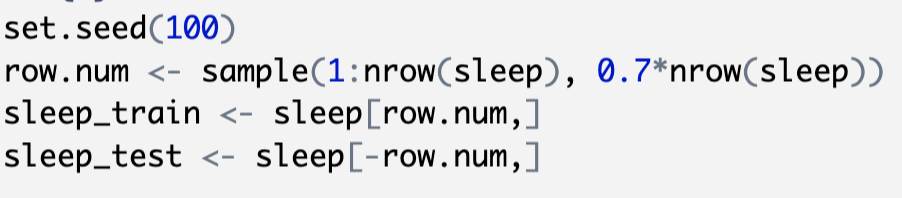 set.seed(100)
row.num <- sample(1:nrow(sleep), 0.7*nrow(sleep))
sleep_train <- sleep[row.num,]
sleep_test <- sleep[-row.num,]